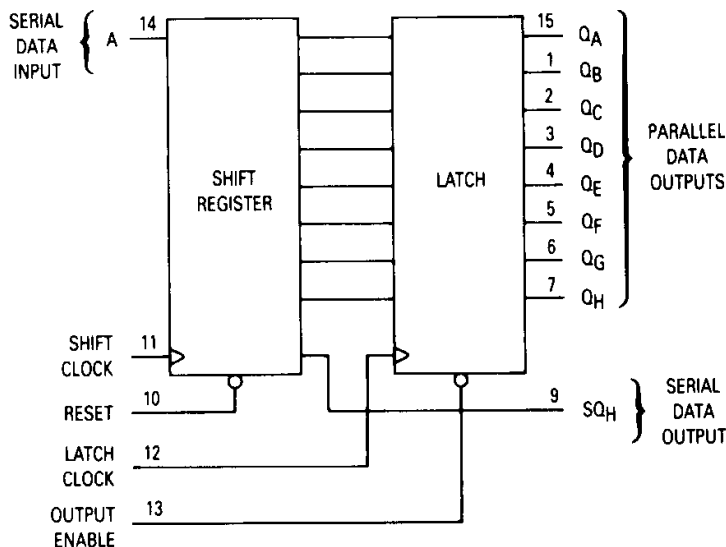 SERIAL
DATA
INPUT
A
14
SHIFT
REGISTER
LATCH
15
QA
1
QB
2
QC
3
QD
4
QE
5
QF
6
QG
7
QH
PARALLEL
DATA
OUTPUTS
SHIFT
CLOCK
11
RESET
10
LATCH
CLOCK
12
OUTPUT
ENABLE
13
9
SQH
SERIAL
DATA
OUTPUT